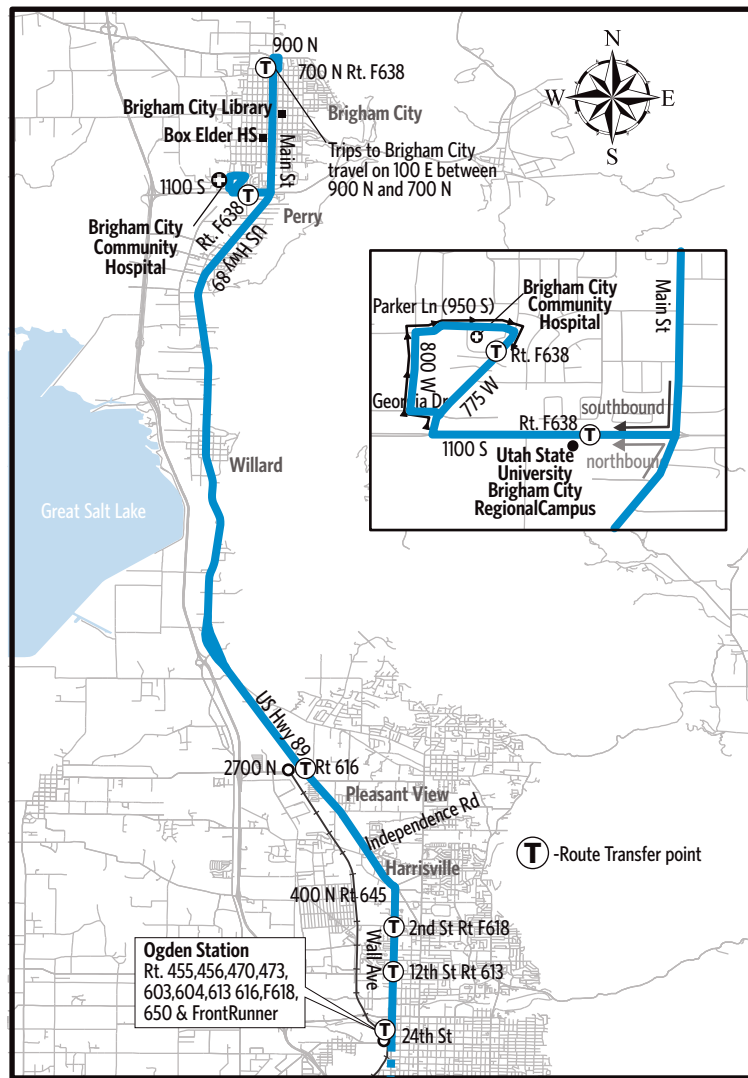 900 N
N
W
E
S
T
700 N Rt. F638
Brigham City Library
Brigham City
Box Elder HS
Main St
Trips to Brigham City
travel on 100 E between
900 N and 700 N
1100 S
T
Rt. F638
Perry
Brigham City
Community
Hospital
US Hwy 89
Parker Ln (950 S)
Brigham City
Community
Hospital
Main St
T
Rt. F638
800 W
775 W
Georgia Dr
Rt. F638
T
southbound
1100 S
Utah State
University
Brigham City
RegionalCampus
northbound
Willard
Great Salt Lake
US Hwy 89
2700 N
T
Rt 616
Pleasant View
Independence Rd
T
-Route Transfer point
Harrisville
400 N Rt 645
T
2nd St Rt F618
Wall Ave
T
12th St Rt 613
Ogden Station
Rt. 455,456,470,473,
603,604,613 616,F618,
650 & FrontRunner
T
24th St